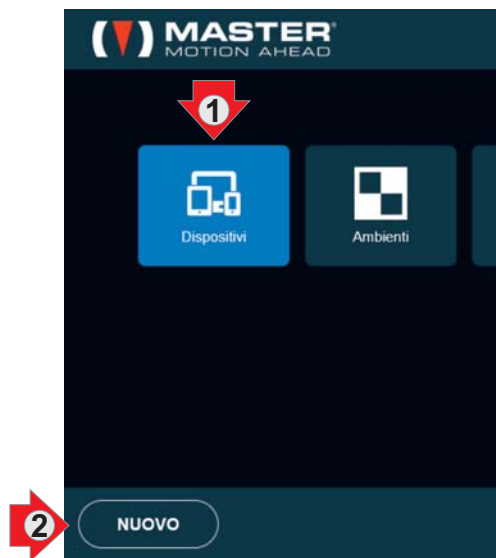 MASTER®
MOTION AHEAD
1
Dispositivi
Ambienti
2
NUOVO